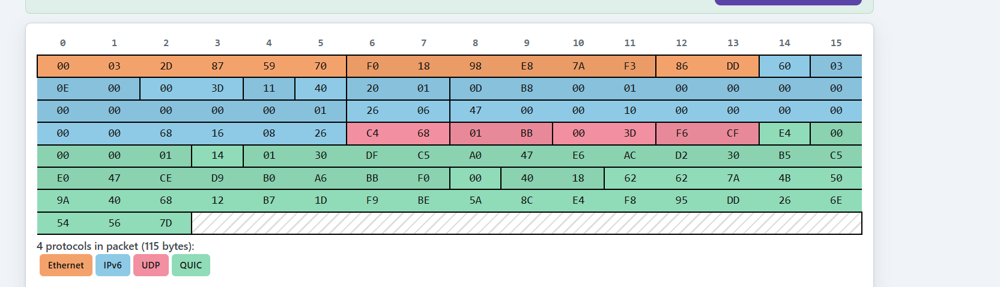 0 1 2 3 4 5 6 7 8 9 10 11 12 13 14 15
00 03 2D 87 59 70 F0 18 98 E8 7A F3 86 DD 60 03
0E 00 00 3D 11 40 20 01 0D B8 00 01 00 00 00 00
00 00 00 00 00 01 26 06 47 00 00 10 00 00 00 00
00 00 68 16 08 26 C4 68 01 BB 00 3D F6 CF E4 00
00 00 01 14 01 30 DF C5 A0 47 E6 AC D2 30 B5 C5
E0 47 CE D9 B0 A6 BB F0 00 40 18 62 62 7A 4B 50
9A 40 68 12 B7 1D F9 BE 5A 8C E4 F8 95 DD 26 6E
54 56 7D
4 protocols in packet (115 bytes):
Ethernet IPv6 UDP QUIC